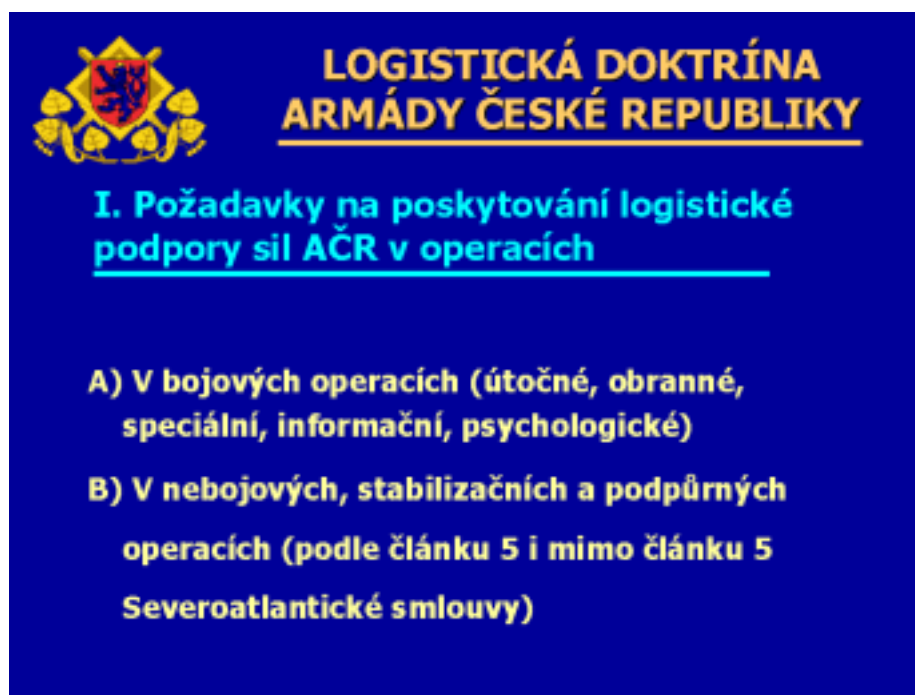 LOGISTICKÁ DOKTRÍNA
ARMÁDY ČESKÉ REPUBLIKY
I. Požadavky na poskytování logistické
podpory sil AČR v operacích
A) V bojových operacích (útočné, obranné,
speciální, informační, psychologické)
B) V nebojových, stabilizačních a podpůrných
operacích (podle článku 5 i mimo článku 5
Severoatlantické smlouvy)